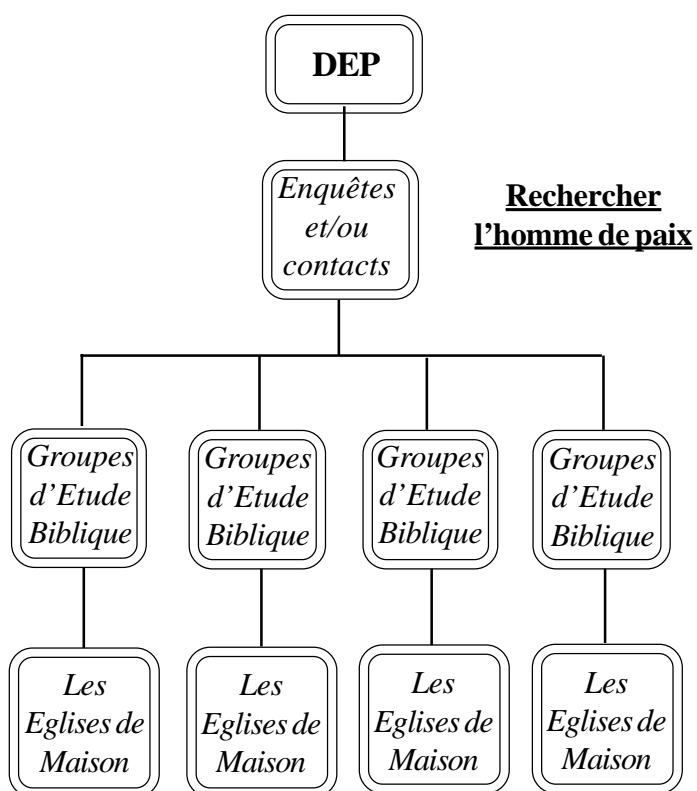 DEP
Enquêtes
et/ou
contacts
Rechercher
l’homme de paix
Groupes
d’Etude
Biblique
Groupes
d’Etude
Biblique
Groupes
d’Etude
Biblique
Groupes
d’Etude
Biblique
Les
Eglises de
Maison
Les
Eglises de
Maison
Les
Eglises de
Maison
Les
Eglises de
Maison